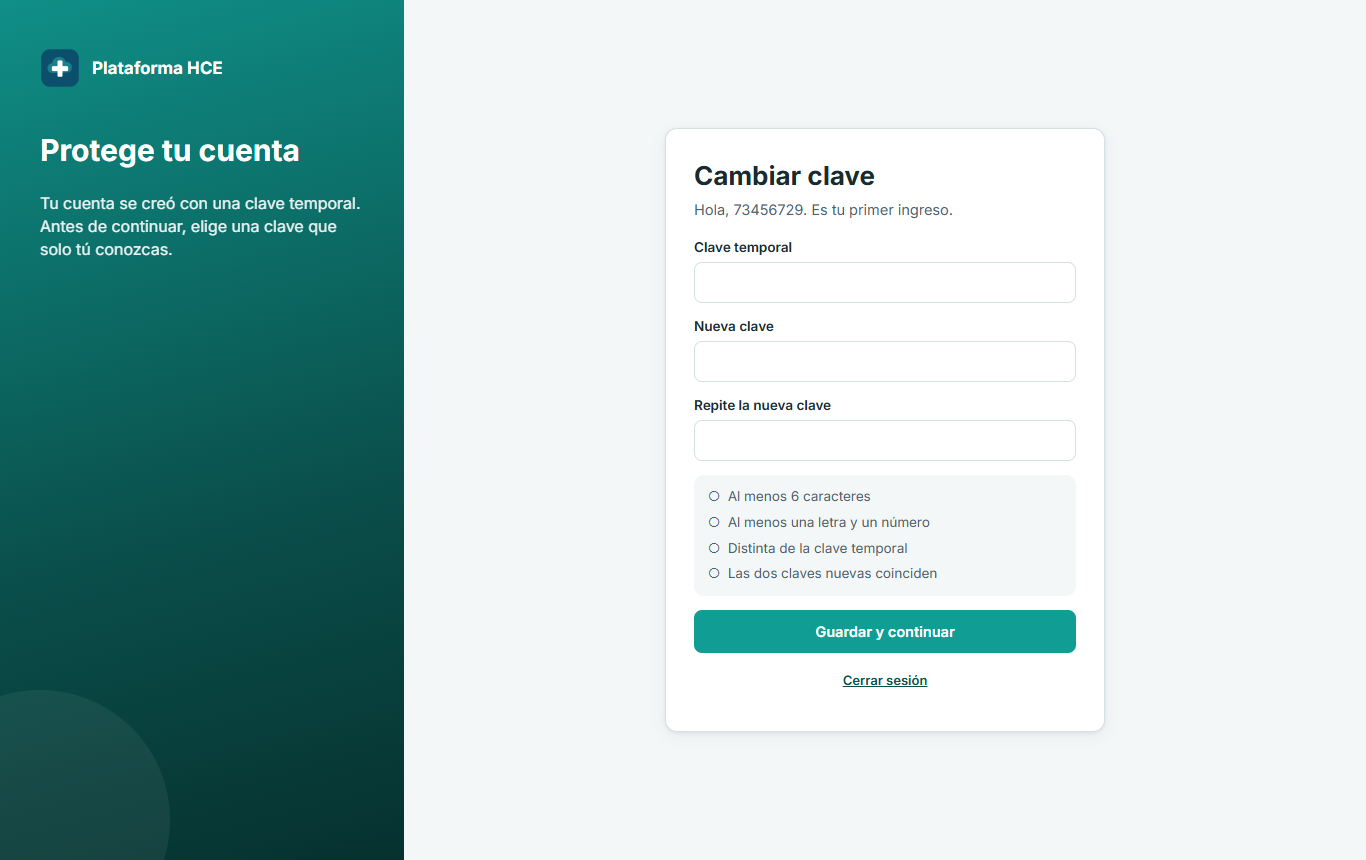 Plataforma HCE
Protege tu cuenta
Tu cuenta se creó con una clave temporal.
Antes de continuar, elige una clave que
solo tú conozcas.
Cambiar clave
Hola, 73456729. Es tu primer ingreso.
Clave temporal
Nueva clave
Repite la nueva clave
Al menos 6 caracteres
Al menos una letra y un número
Distinta de la clave temporal
Las dos claves nuevas coinciden
Guardar y continuar
Cerrar sesión